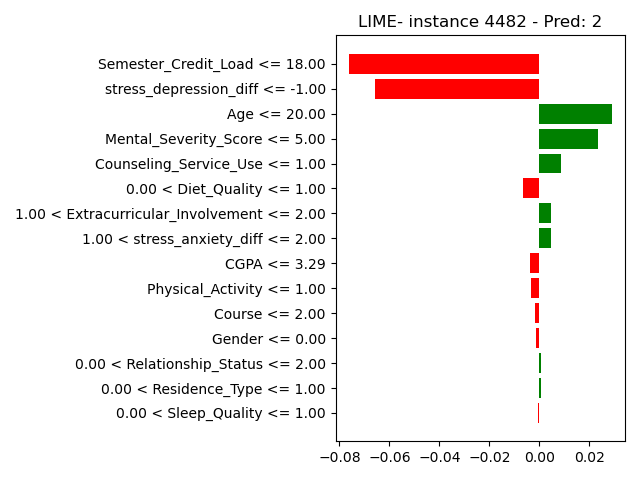 LIME- instance 4482 - Pred: 2
Semester_Credit_Load <= 18.00
stress_depression_diff <= -1.00
Age <= 20.00
Mental_Severity_Score <= 5.00
Counseling_Service_Use <= 1.00
0.00 < Diet_Quality <= 1.00
1.00 < Extracurricular_Involvement <= 2.00
1.00 < stress_anxiety_diff <= 2.00
CGPA <= 3.29
Physical_Activity <= 1.00
Course <= 2.00
Gender <= 0.00
0.00 < Relationship_Status <= 2.00
0.00 < Residence_Type <= 1.00
0.00 < Sleep_Quality <= 1.00
−0.08 −0.06 −0.04 −0.02 0.00 0.02